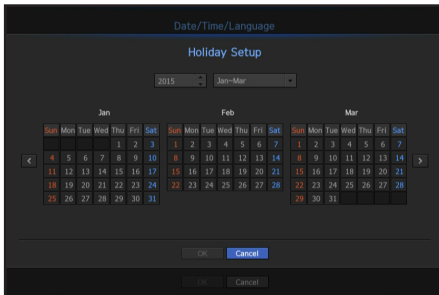 Date/Time/Language
Holiday Setup
2015 Jan~Mar
Jan Feb Mar
Sun Mon Tue Wed Thu Fri Sat Sun Mon Tue Wed Thu Fri Sat Sun Mon Tue Wed Thu Fri Sat
1 2 3 1 2 3 4 5 6 7 1 2 3 4 5 6 7
4 5 6 7 8 9 10 8 9 10 11 12 13 14 8 9 10 11 12 13 14
11 12 13 14 15 16 17 15 16 17 18 19 20 21 15 16 17 18 19 20 21
18 19 20 21 22 23 24 22 23 24 25 26 27 28 22 23 24 25 26 27 28
25 26 27 28 29 30 31 29 30 31
OK Cancel
OK Cancel